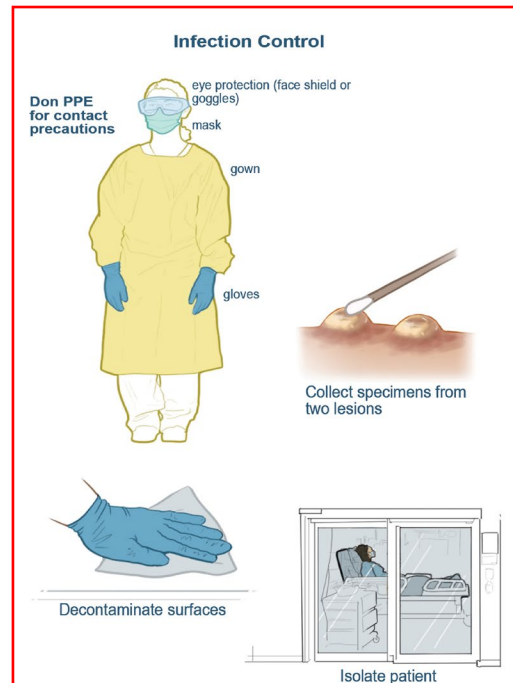 Infection Control
Don PPE
for contact
precautions
eye protection (face shield or
goggles)
mask
gown
gloves
Collect specimens from
two lesions
Decontaminate surfaces
Isolate patient